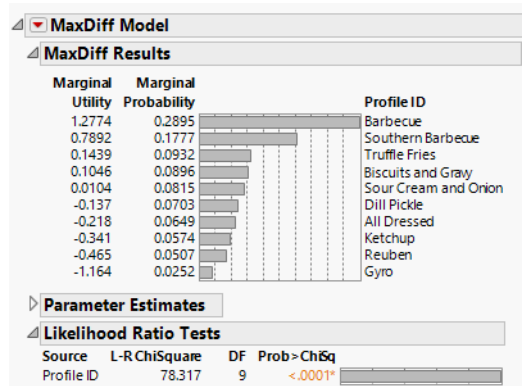 MaxDiff Model
MaxDiff Results
Marginal Marginal
Utility Probability Profile ID
1.2774 0.2895 Barbecue
0.7892 0.1777 Southern Barbecue
0.1439 0.0932 Truffle Fries
0.1046 0.0896 Biscuits and Gravy
0.0104 0.0815 Sour Cream and Onion
-0.137 0.0703 Dill Pickle
-0.218 0.0649 All Dressed
-0.341 0.0574 Ketchup
-0.465 0.0507 Reuben
-1.164 0.0252 Gyro
Parameter Estimates
Likelihood Ratio Tests
Source L-R ChiSquare DF Prob>ChiSq
Profile ID 78.317 9 <.0001*